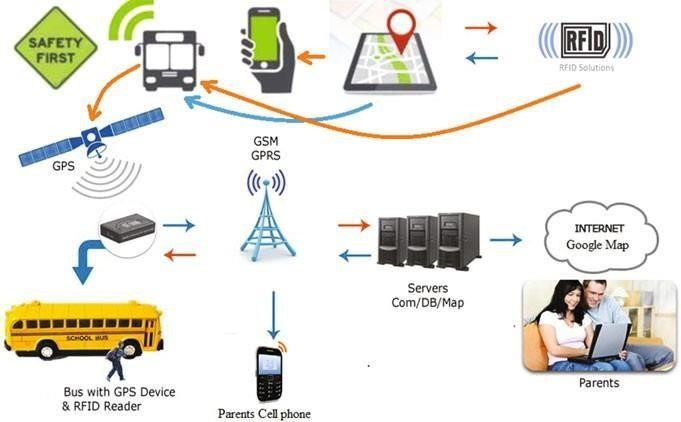 SAFETY
FIRST
RFID
RFID Solutions
GPS
GSM
GPRS
INTERNET
Google Map
Servers
Com/DB/Map
SCHOOL BUS
Bus with GPS Device
& RFID Reader
Parents Cell phone
Parents